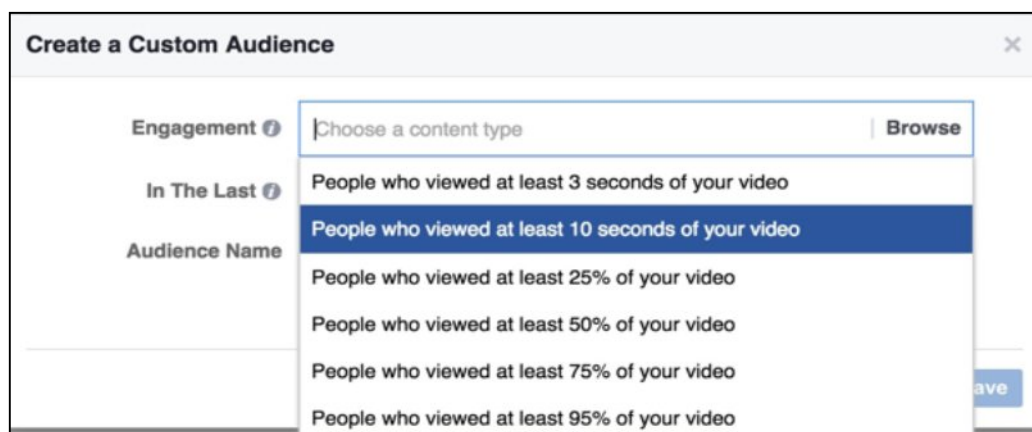 Create a Custom Audience ×
Engagement Choose a content type Browse
In The Last People who viewed at least 3 seconds of your video
People who viewed at least 10 seconds of your video
Audience Name
People who viewed at least 25% of your video
People who viewed at least 50% of your video
People who viewed at least 75% of your video
ave
People who viewed at least 95% of your video